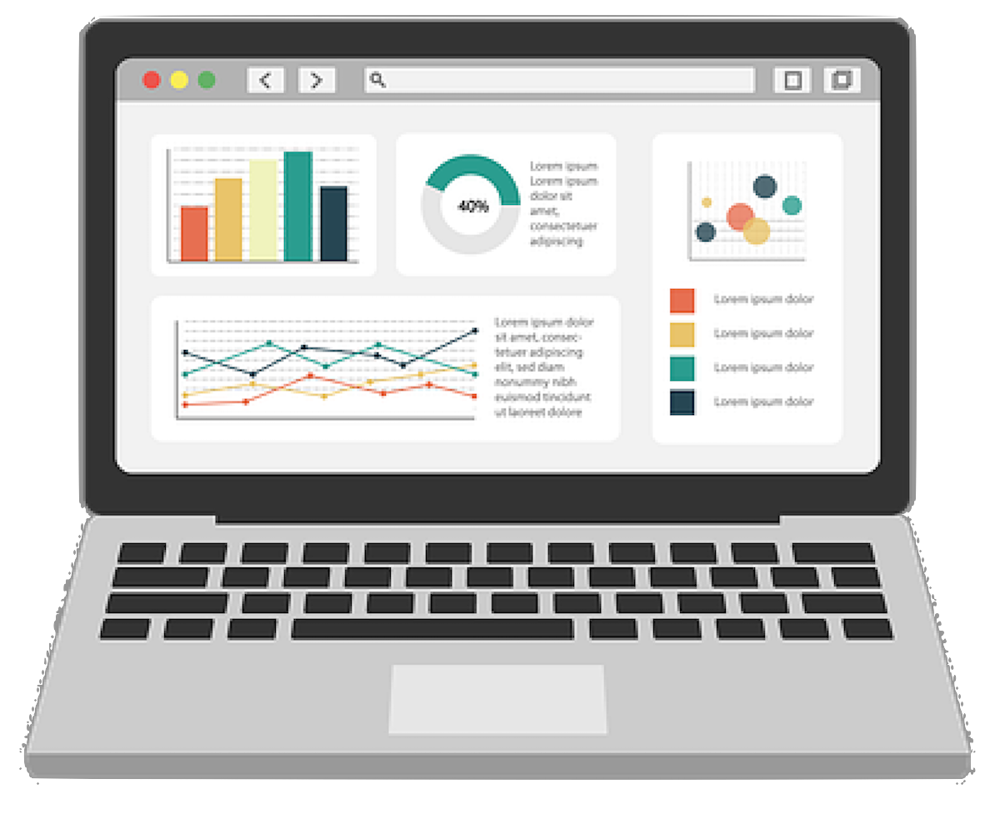 40%
Lorem ipsum
Lorem ipsum
dolor sit
amet,
consectetuer
adipiscing
Lorem ipsum dolor
sit amet, consec-
tetuer adipiscing
elit, sed diam
nonummy nibh
euismod tincidunt
ut laoreet dolore
Lorem ipsum dolor
Lorem ipsum dolor
Lorem ipsum dolor
Lorem ipsum dolor